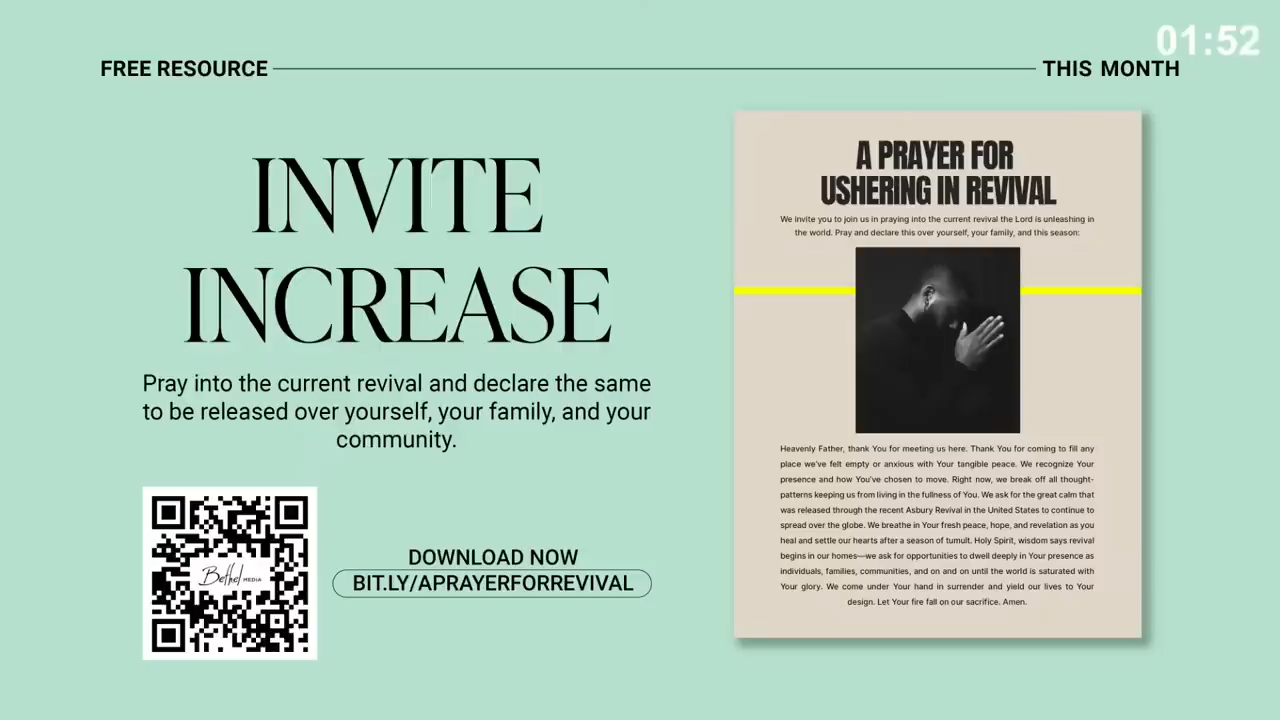 01:52
FREE RESOURCE
THIS MONTH
INVITE
INCREASE
Pray into the current revival and declare the same
to be released over yourself, your family, and your
community.
Bethel MEDIA
DOWNLOAD NOW
BIT.LY/APRAYERFORREVIVAL
A PRAYER FOR
USHERING IN REVIVAL
We invite you to join us in praying into the current revival the Lord is unleashing in
the world. Pray and declare this over yourself, your family, and this season:
Heavenly Father, thank You for meeting us here. Thank You for coming to fill any
place we've felt empty or anxious with Your tangible peace. We recognize Your
presence and how You've chosen to move. Right now, we break off all thought-
patterns keeping us from living in the fullness of You. We ask for the great calm that
was released through the recent Asbury Revival in the United States to continue to
spread over the globe. We breathe in Your fresh peace, hope, and revelation as you
heal and settle our hearts after a season of tumult. Holy Spirit, wisdom says revival
begins in our homes—we ask for opportunities to dwell deeply in Your presence as
individuals, families, communities, and on and on until the world is saturated with
Your glory. We come under Your hand in surrender and yield our lives to Your
design. Let Your fire fall on our sacrifice. Amen.